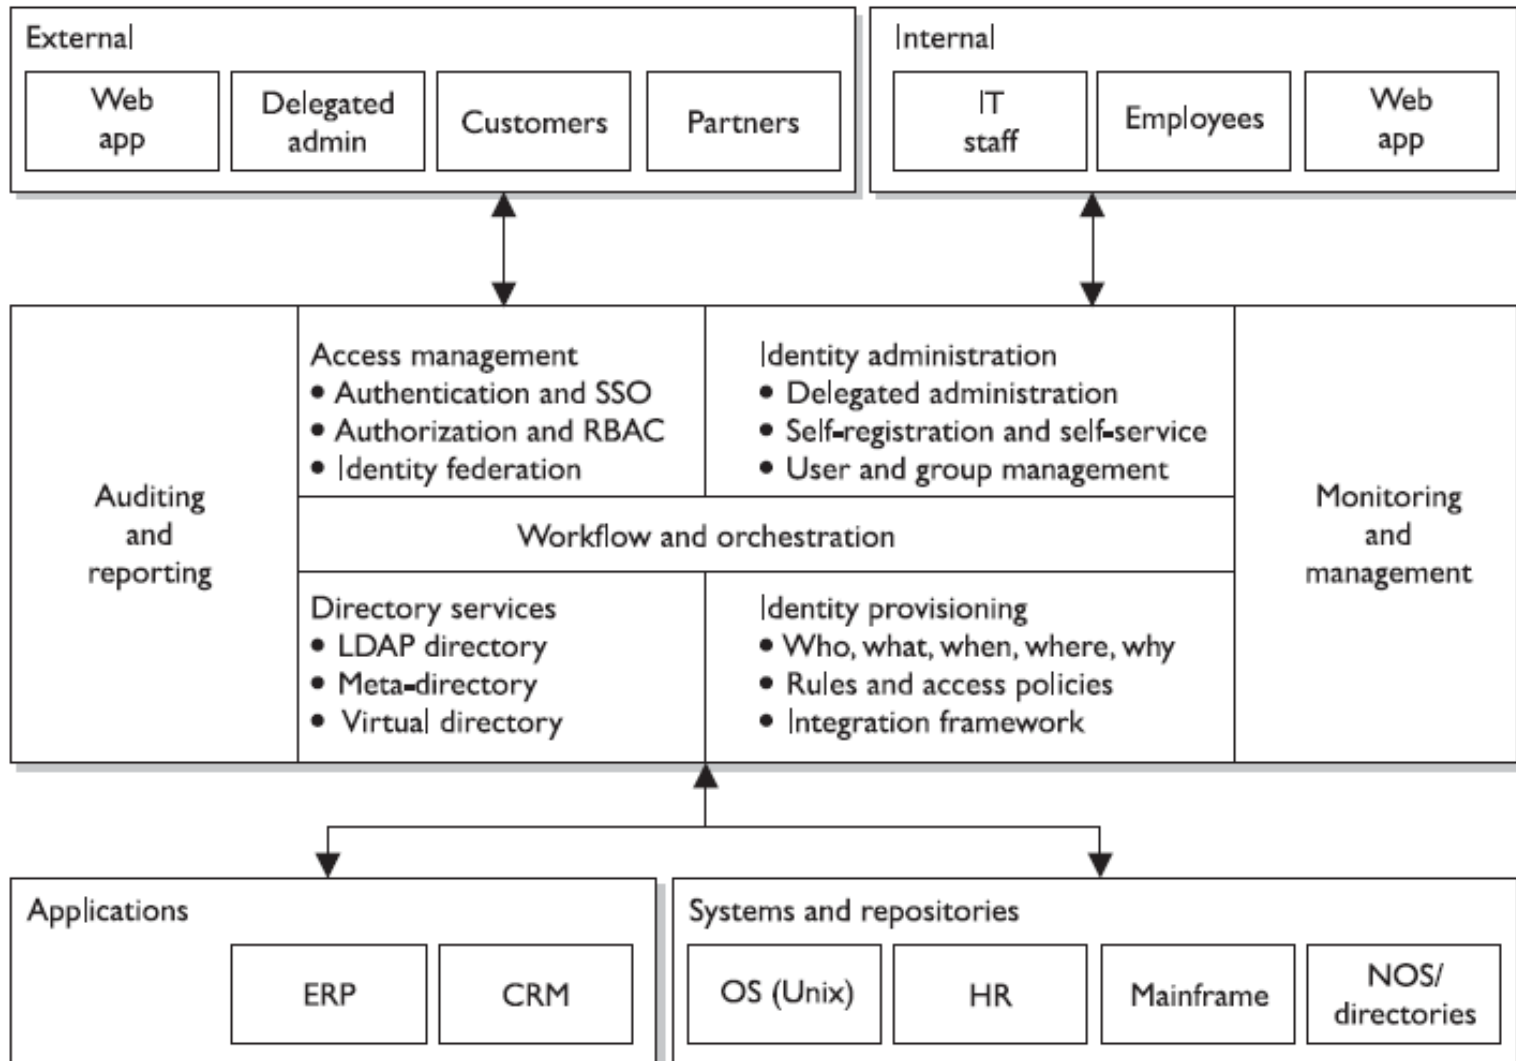 External
Web
app
Delegated
admin
Customers
Partners
Internal
IT
staff
Employees
Web
app
Auditing
and
reporting
Access management
• Authentication and SSO
• Authorization and RBAC
• Identity federation
Identity administration
• Delegated administration
• Self-registration and self-service
• User and group management
Workflow and orchestration
Directory services
• LDAP directory
• Meta-directory
• Virtual directory
Identity provisioning
• Who, what, when, where, why
• Rules and access policies
• Integration framework
Monitoring
and
management
Applications
ERP
CRM
Systems and repositories
OS (Unix)
HR
Mainframe
NOS/
directories